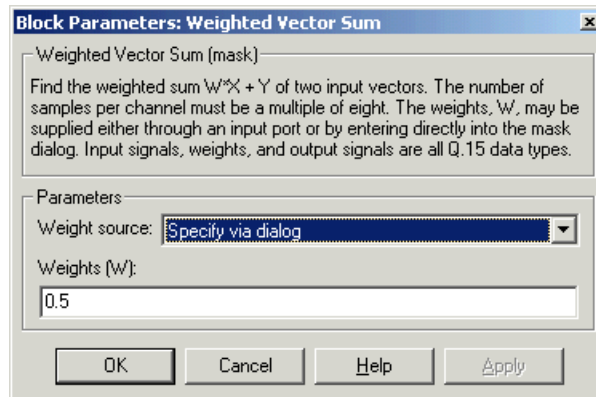 Block Parameters: Weighted Vector Sum
Weighted Vector Sum (mask)
Find the weighted sum W*X + Y of two input vectors. The number of
samples per channel must be a multiple of eight. The weights, W, may be
supplied either through an input port or by entering directly into the mask
dialog. Input signals, weights, and output signals are all Q.15 data types.
Parameters
Weight source: Specify via dialog
Weights (W):
0.5
OK Cancel Help Apply